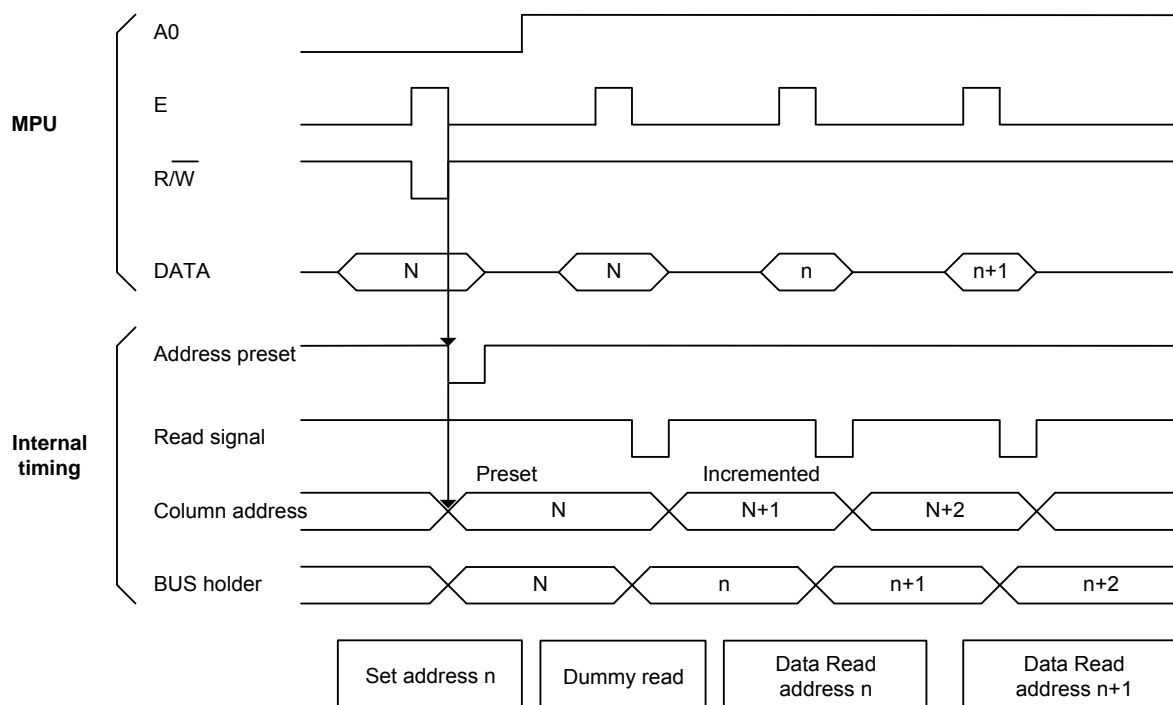 MPU
A0
E
R/W̅
DATA
N
N
n
n+1
Internal
timing
Address preset
Read signal
Preset
Incremented
Column address
N
N+1
N+2
BUS holder
N
n
n+1
n+2
Set address n
Dummy read
Data Read
address n
Data Read
address n+1